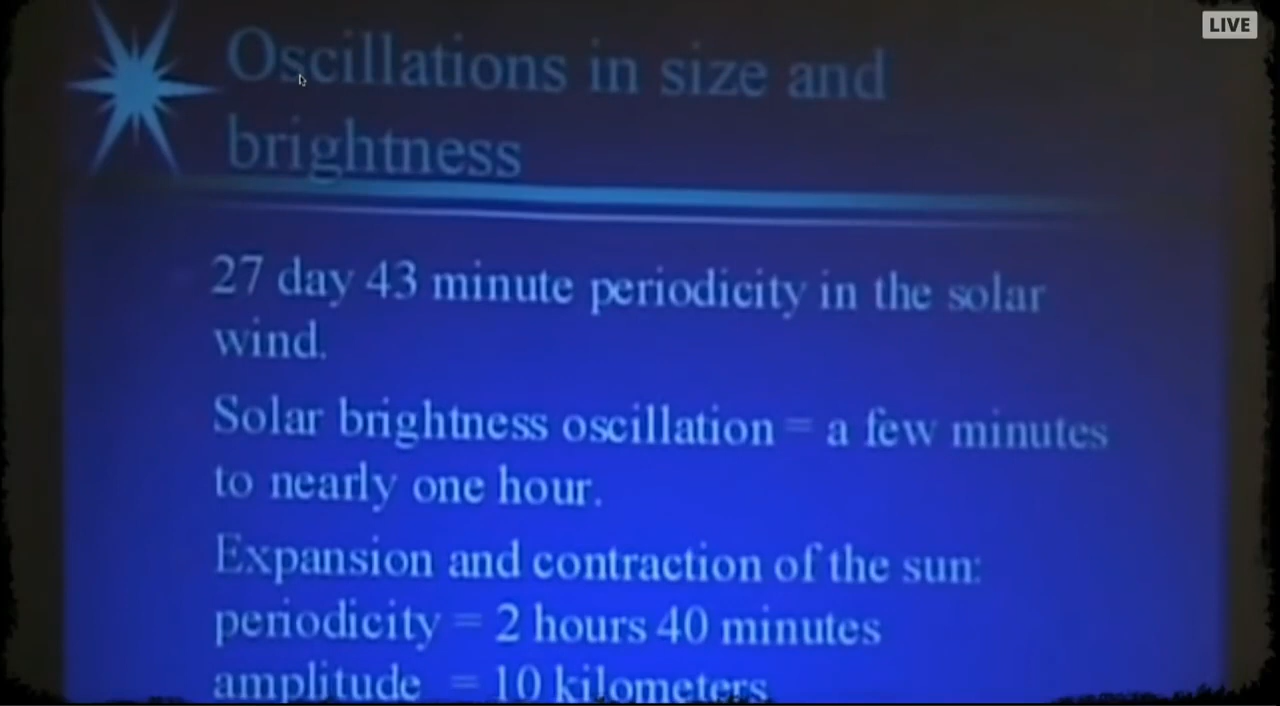 LIVE
Oscillations in size and
brightness
27 day 43 minute periodicity in the solar
wind.
Solar brightness oscillation = a few minutes
to nearly one hour.
Expansion and contraction of the sun:
periodicity = 2 hours 40 minutes
amplitude = 10 kilometers